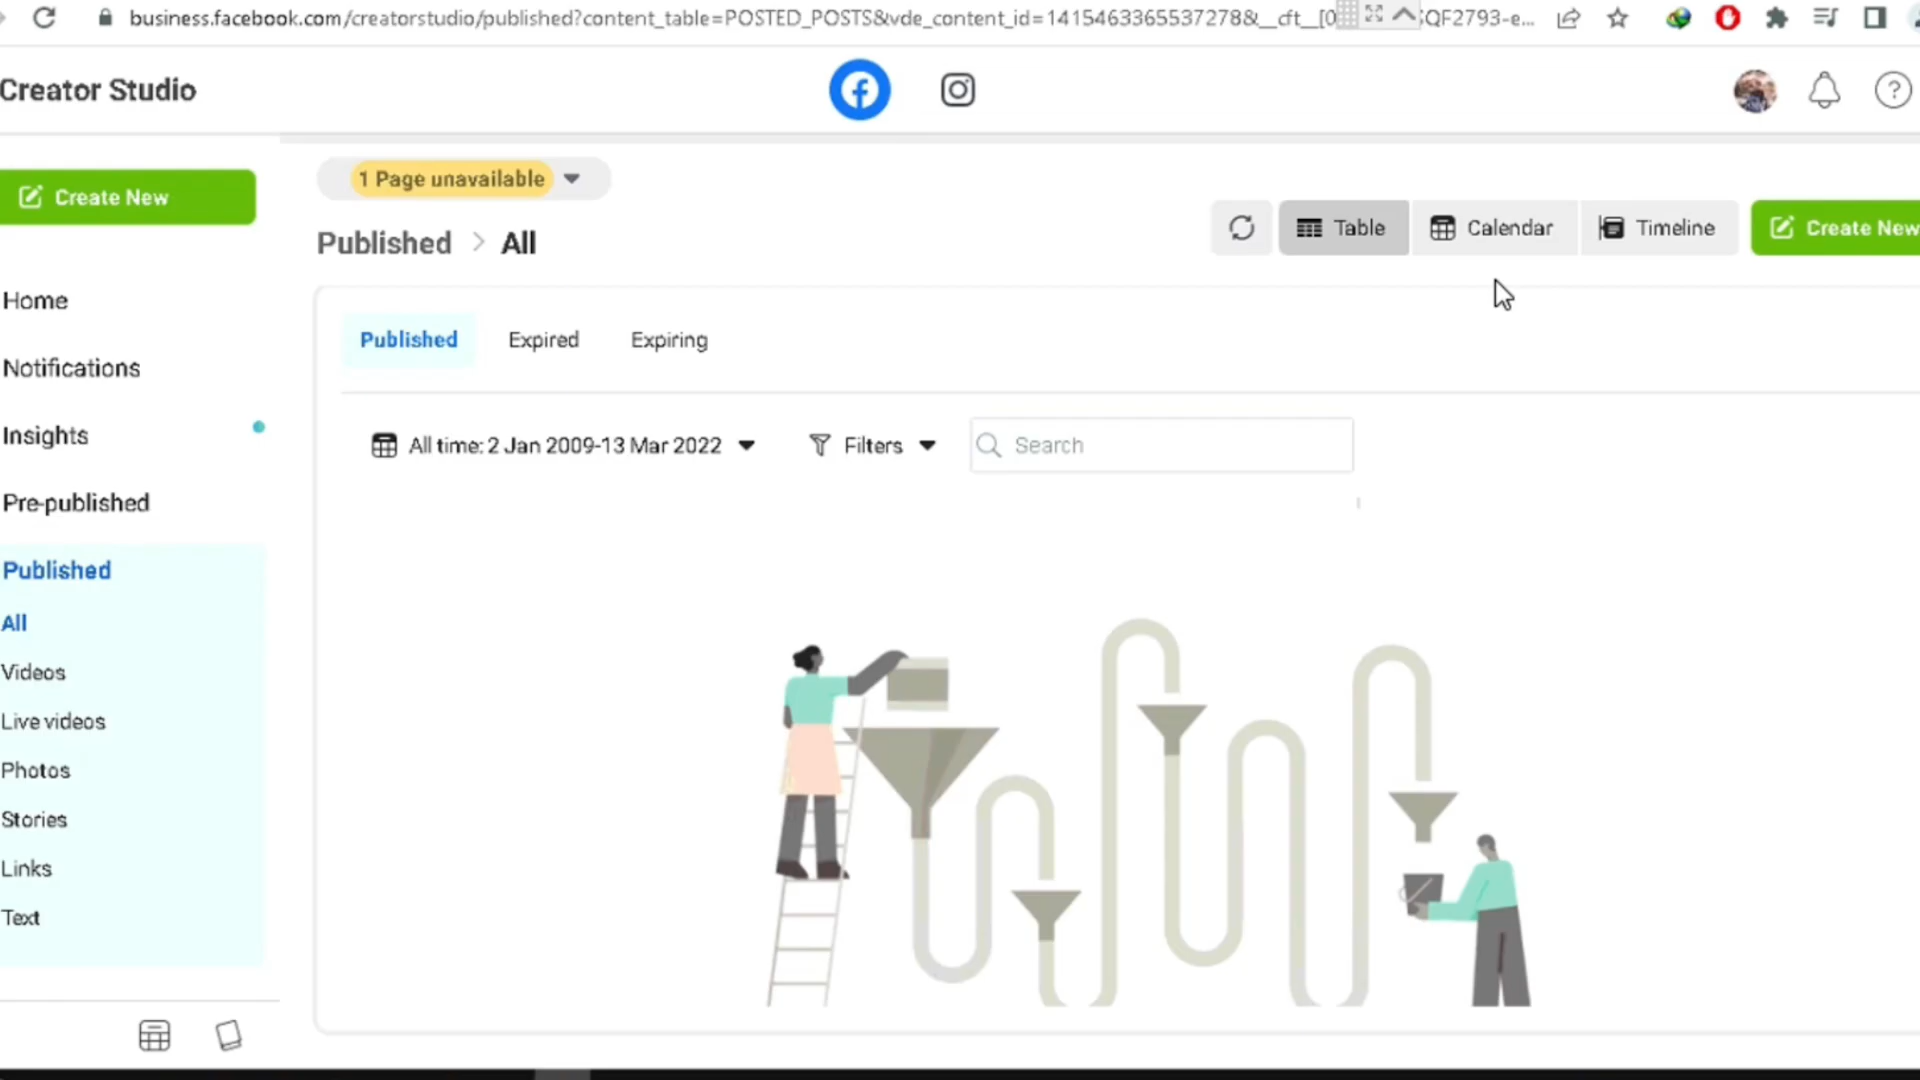 business.facebook.com/creatorstudio/published?content_table=POSTED_POSTS&vde_content_id=1415463365537278&__cft__[0 QF2793-e...
Creator Studio
Create New
1 Page unavailable
Published > All
Table
Calendar
Timeline
Create New
Home
Notifications
Insights
Pre-published
Published
All
Videos
Live videos
Photos
Stories
Links
Text
Published
Expired
Expiring
All time: 2 Jan 2009-13 Mar 2022
Filters
Search